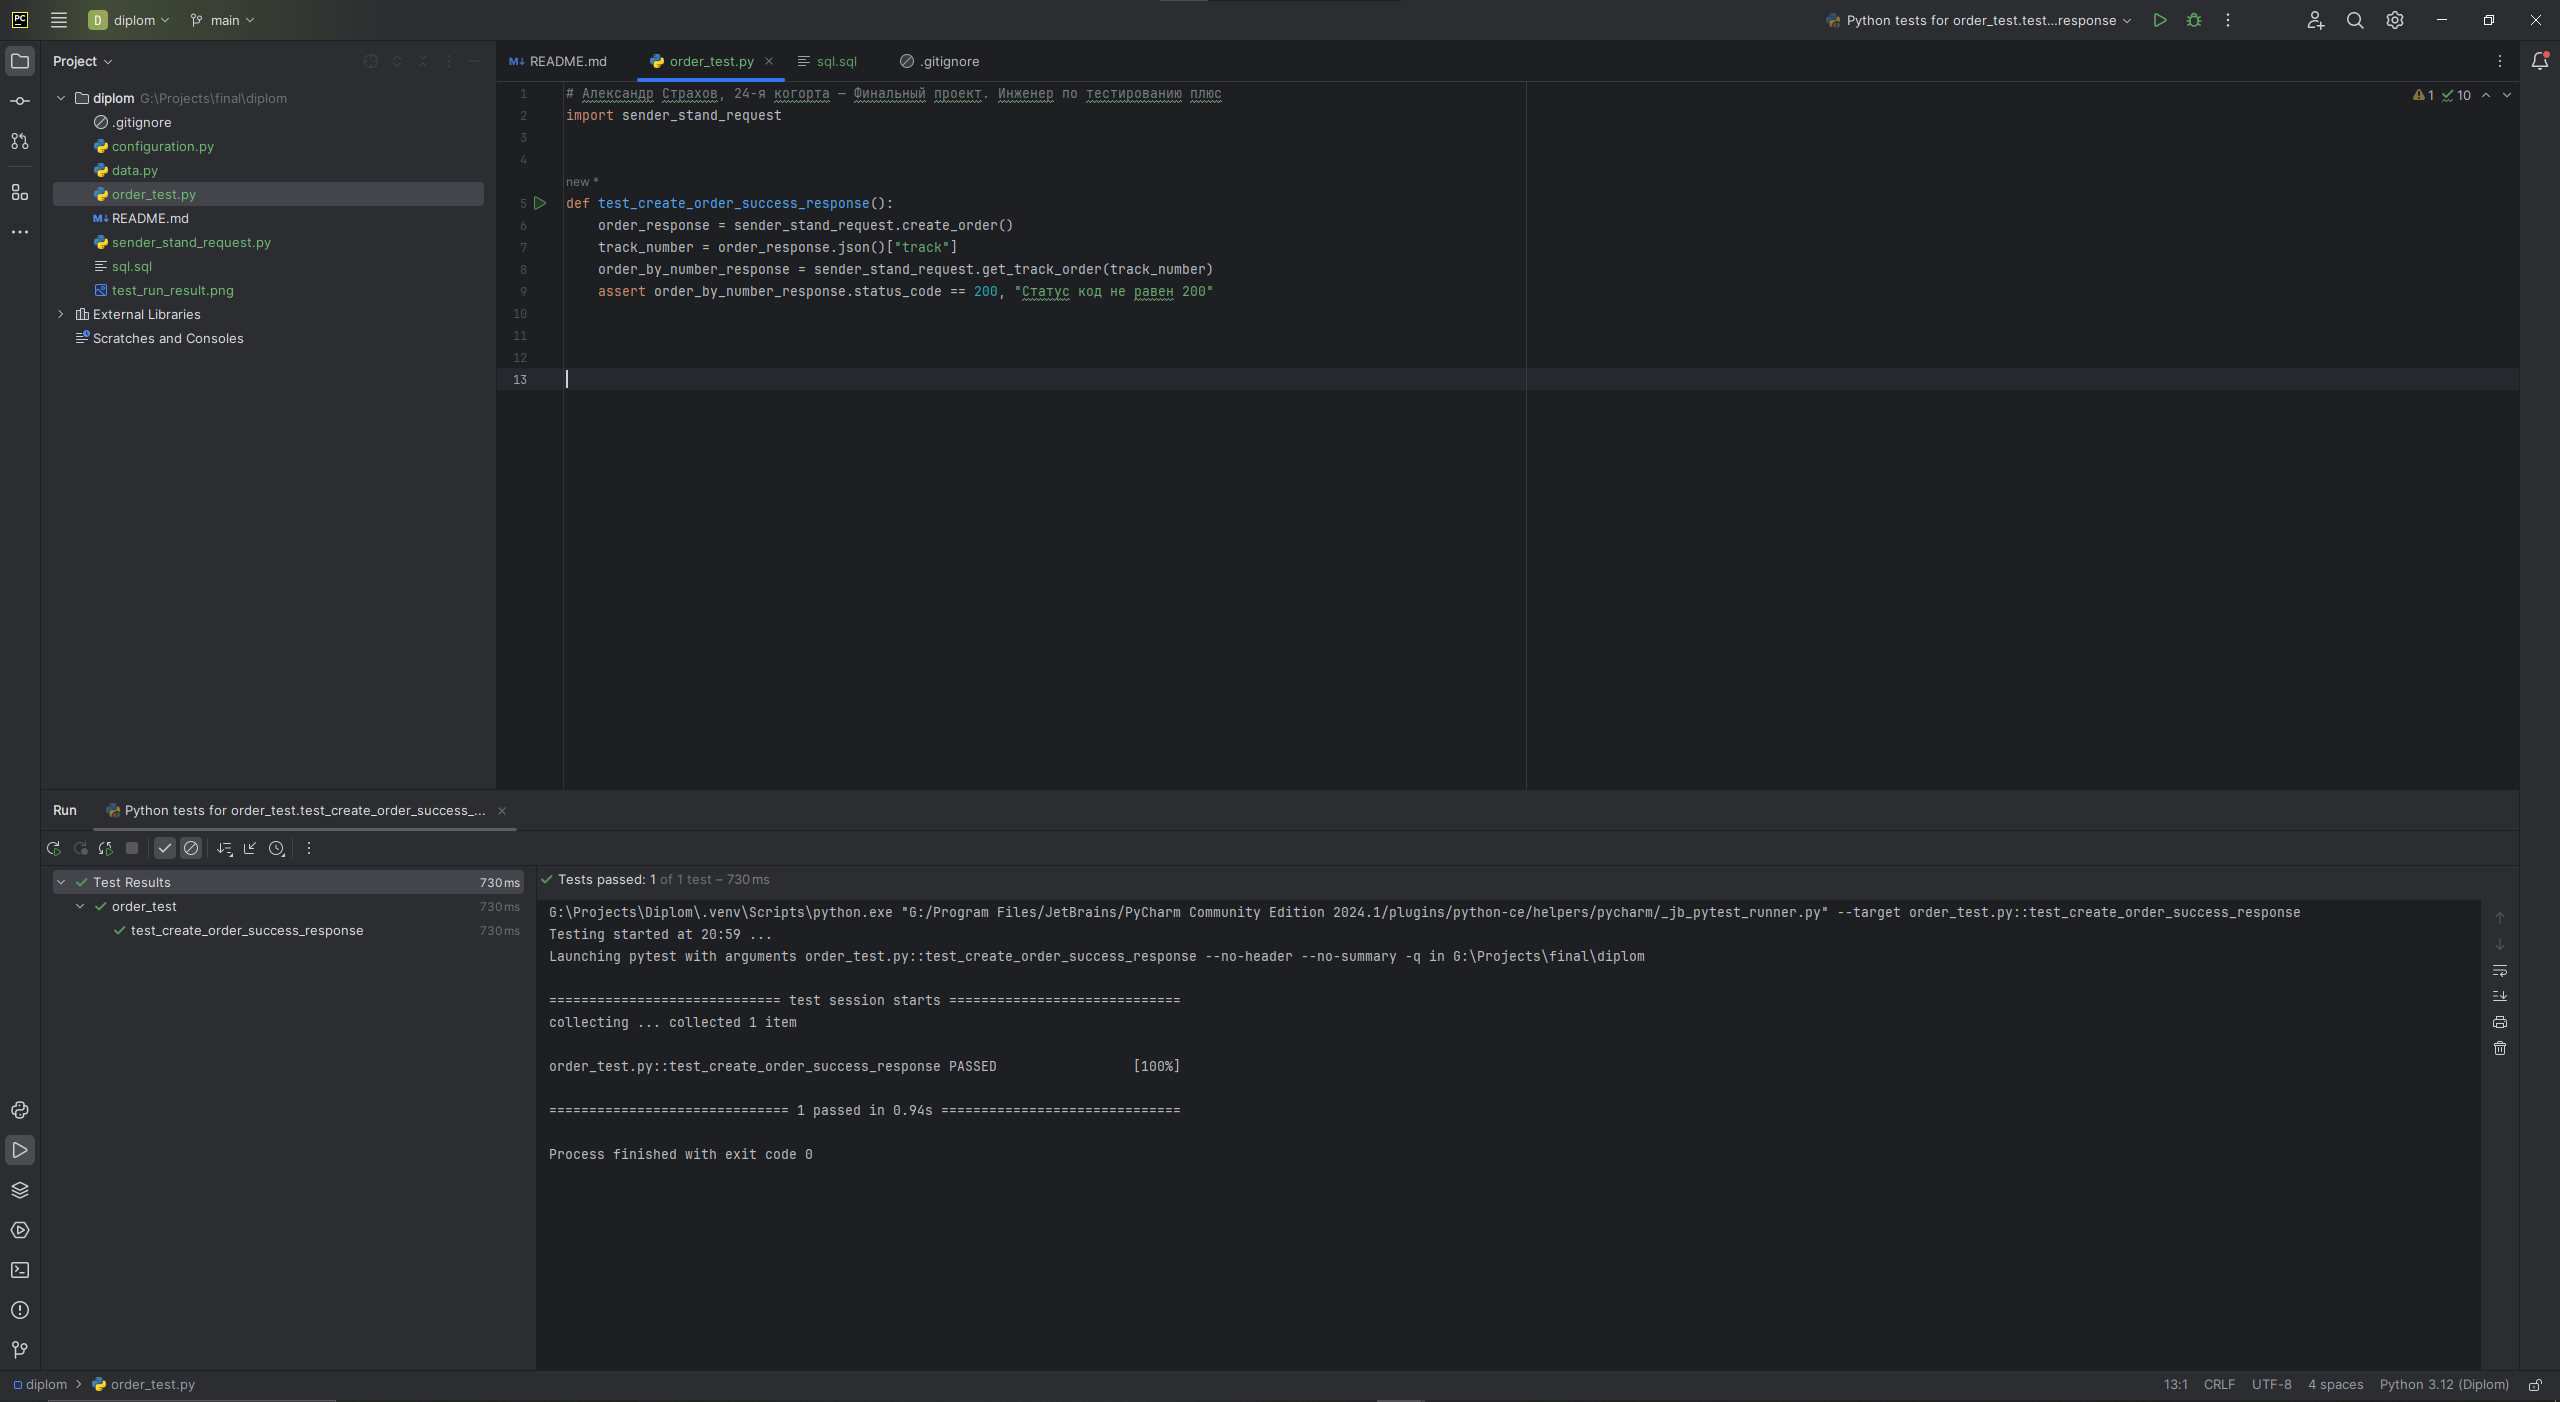 PC
D diplom
main
Python tests for order_test.test...response
Project
README.md
order_test.py
sql.sql
.gitignore
diplom G:\Projects\final\diplom
.gitignore
configuration.py
data.py
order_test.py
M↓ README.md
sender_stand_request.py
sql.sql
test_run_result.png
External Libraries
Scratches and Consoles
1 10
1 # Александр Страхов, 24-я когорта — Финальный проект. Инженер по тестированию плюс
2 import sender_stand_request
3
4
new *
5 def test_create_order_success_response():
6 order_response = sender_stand_request.create_order()
7 track_number = order_response.json()["track"]
8 order_by_number_response = sender_stand_request.get_track_order(track_number)
9 assert order_by_number_response.status_code == 200, "Статус код не равен 200"
10
11
12
13
Run
Python tests for order_test.test_create_order_success_...
Test Results 730 ms
order_test 730 ms
test_create_order_success_response 730 ms
Tests passed: 1 of 1 test – 730 ms
G:\Projects\Diplom\.venv\Scripts\python.exe "G:/Program Files/JetBrains/PyCharm Community Edition 2024.1/plugins/python-ce/helpers/pycharm/_jb_pytest_runner.py" --target order_test.py::test_create_order_success_response
Testing started at 20:59 ...
Launching pytest with arguments order_test.py::test_create_order_success_response --no-header --no-summary -q in G:\Projects\final\diplom
============================= test session starts =============================
collecting ... collected 1 item
order_test.py::test_create_order_success_response PASSED [100%]
============================== 1 passed in 0.94s ==============================
Process finished with exit code 0
diplom > order_test.py
13:1 CRLF UTF-8 4 spaces Python 3.12 (Diplom)